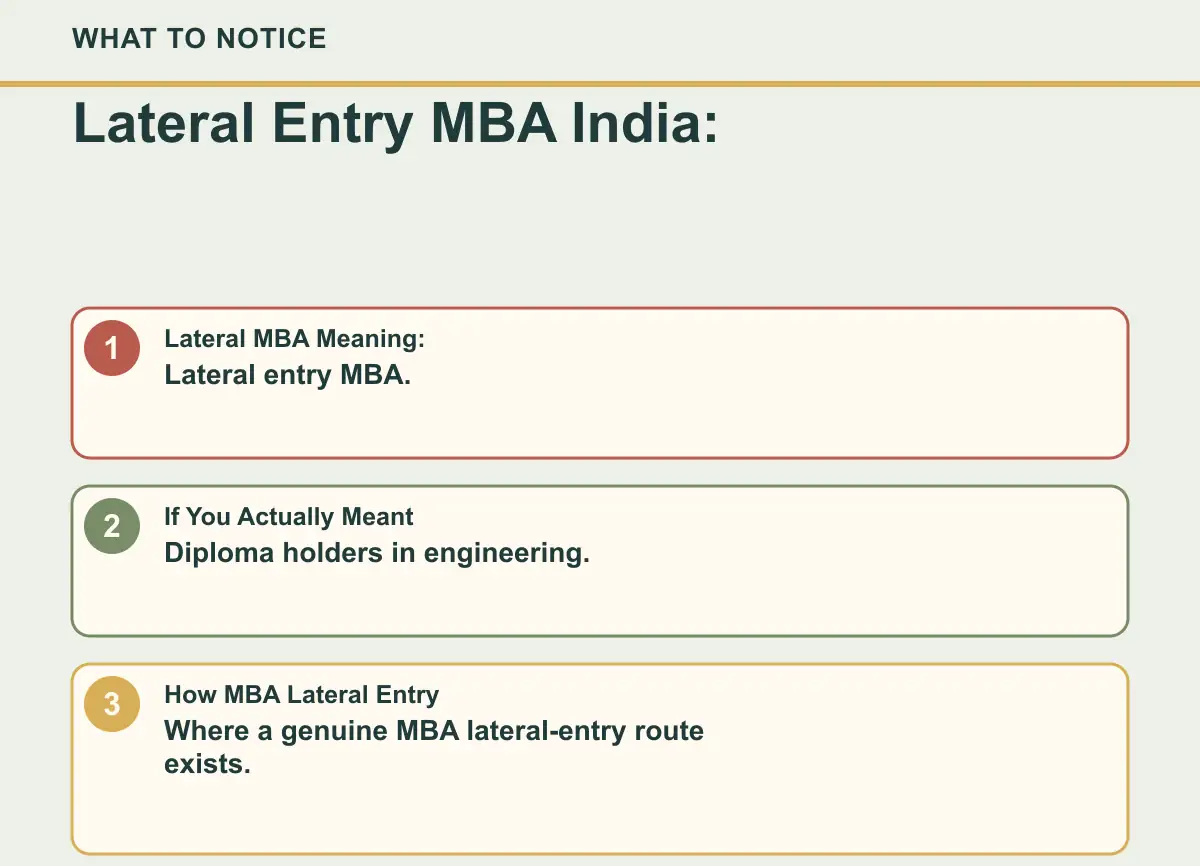 WHAT TO NOTICE
Lateral Entry MBA India:
1
Lateral MBA Meaning:
Lateral entry MBA.
2
If You Actually Meant
Diploma holders in engineering.
3
How MBA Lateral Entry
Where a genuine MBA lateral-entry route
exists.